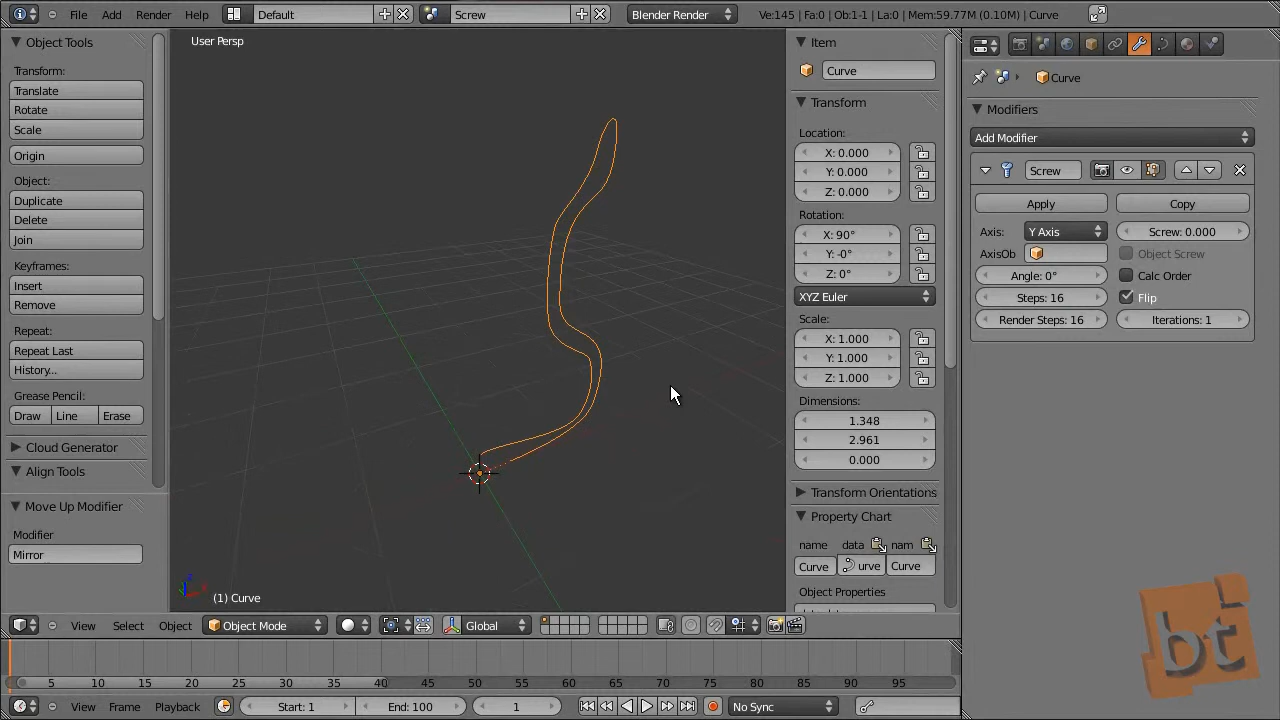 File Add Render Help Default Screw Blender Render Ve:145 | Fa:0 | Ob:1-1 | La:0 | Mem:59.77M (0.10M) | Curve
Object Tools
Transform:
Translate
Rotate
Scale
Origin
Object:
Duplicate
Delete
Join
Keyframes:
Insert
Remove
Repeat:
Repeat Last
History...
Grease Pencil:
Draw Line Erase
Cloud Generator
Align Tools
Move Up Modifier
Modifier
Mirror
User Persp
(1) Curve
Item
Curve
Transform
Location:
X: 0.000
Y: 0.000
Z: 0.000
Rotation:
X: 90°
Y: -0°
Z: 0°
XYZ Euler
Scale:
X: 1.000
Y: 1.000
Z: 1.000
Dimensions:
1.348
2.961
0.000
Transform Orientations
Property Chart
name data nam
Curve urve Curve
Object Properties
Curve
Modifiers
Add Modifier
Screw
Apply Copy
Axis: Y Axis Screw: 0.000
AxisOb Object Screw
Angle: 0° Calc Order
Steps: 16 Flip
Render Steps: 16 Iterations: 1
View Select Object Object Mode Global
5 10 15 20 25 30 35 40 45 50 55 60 65 70 75 80 85 90 95
View Frame Playback Start: 1 End: 100 1 No Sync
bt